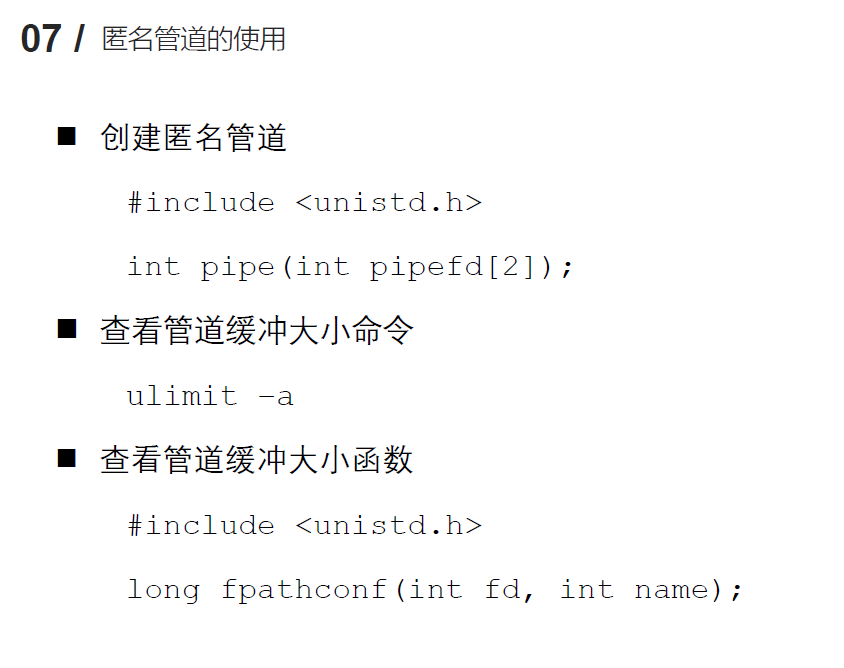 07 / 匿名管道的使用
■ 创建匿名管道
#include <unistd.h>
int pipe(int pipefd[2]);
■ 查看管道缓冲大小命令
ulimit –a
■ 查看管道缓冲大小函数
#include <unistd.h>
long fpathconf(int fd, int name);